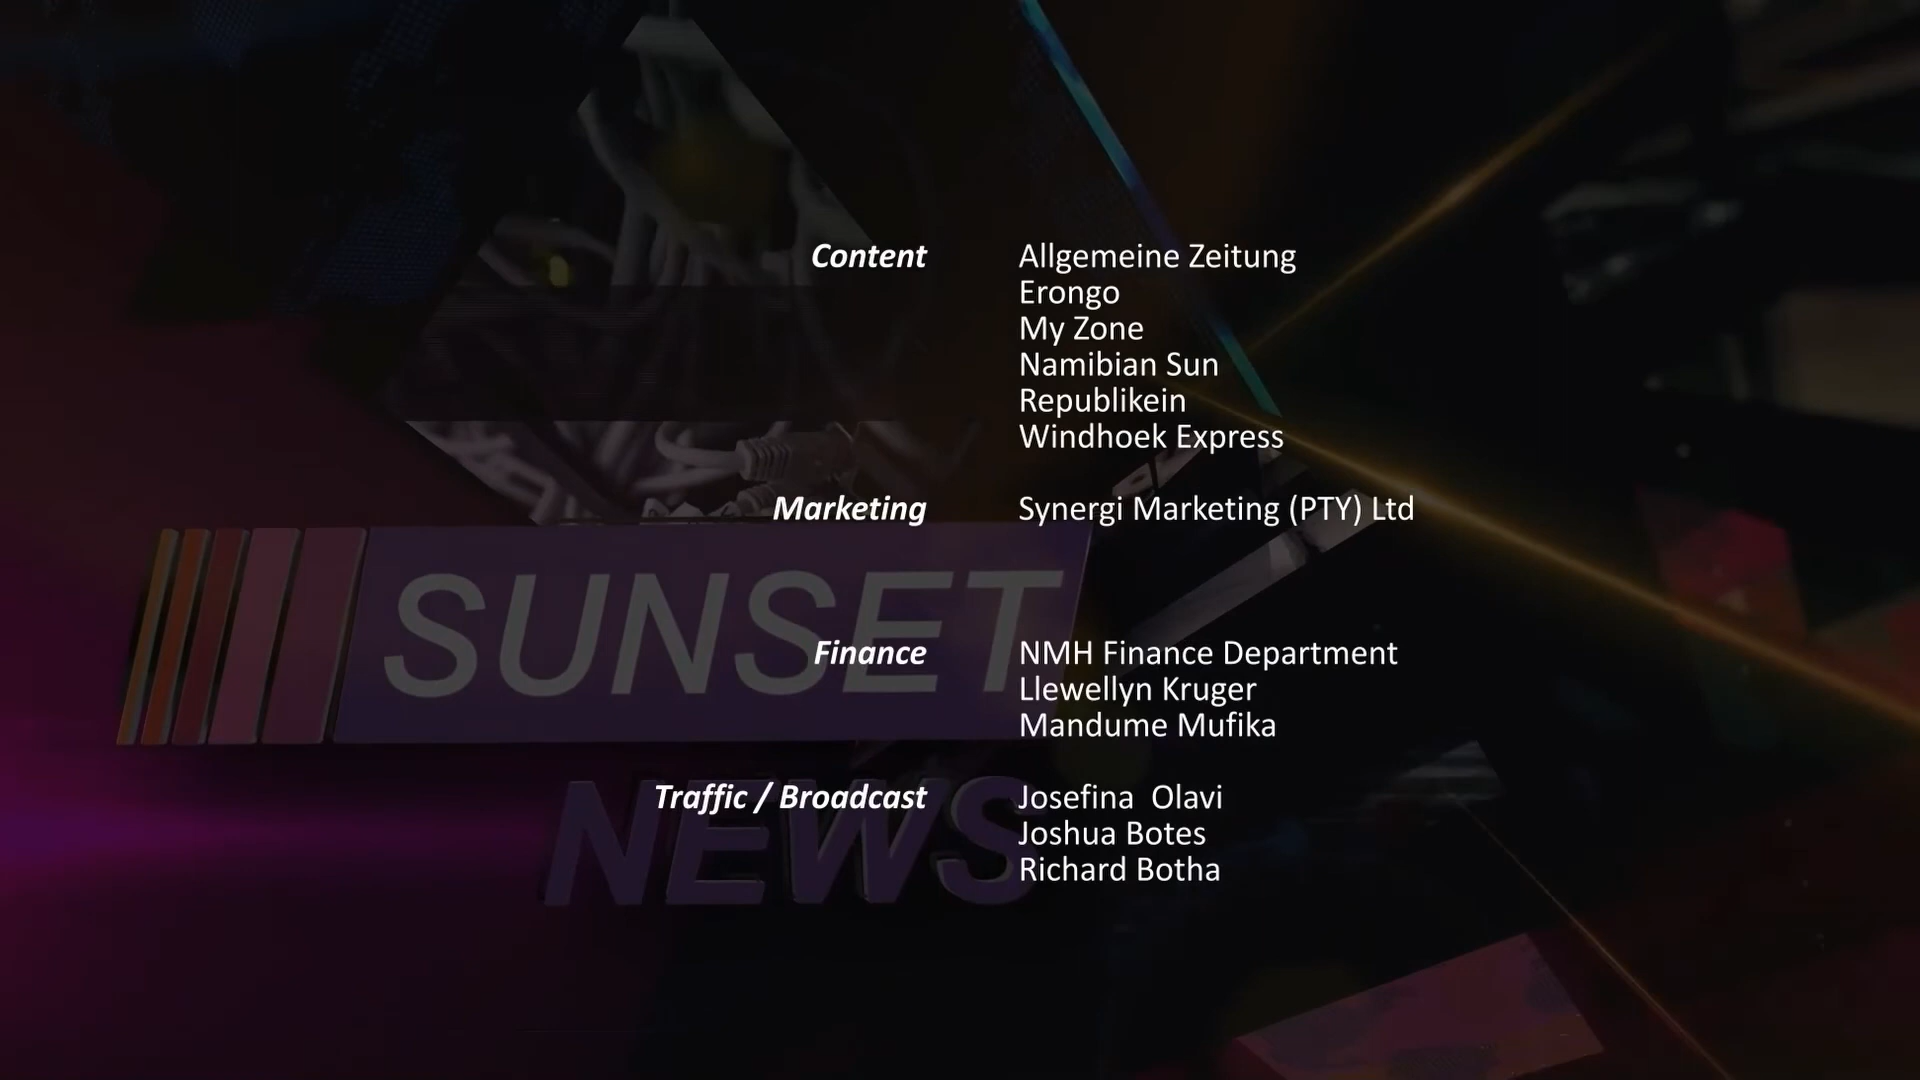 Content Allgemeine Zeitung
Erongo
My Zone
Namibian Sun
Republikein
Windhoek Express
Marketing Synergi Marketing (PTY) Ltd
SUNSET
Finance NMH Finance Department
Llewellyn Kruger
Mandume Mufika
Traffic / Broadcast Josefina Olavi
NEWS
Joshua Botes
Richard Botha